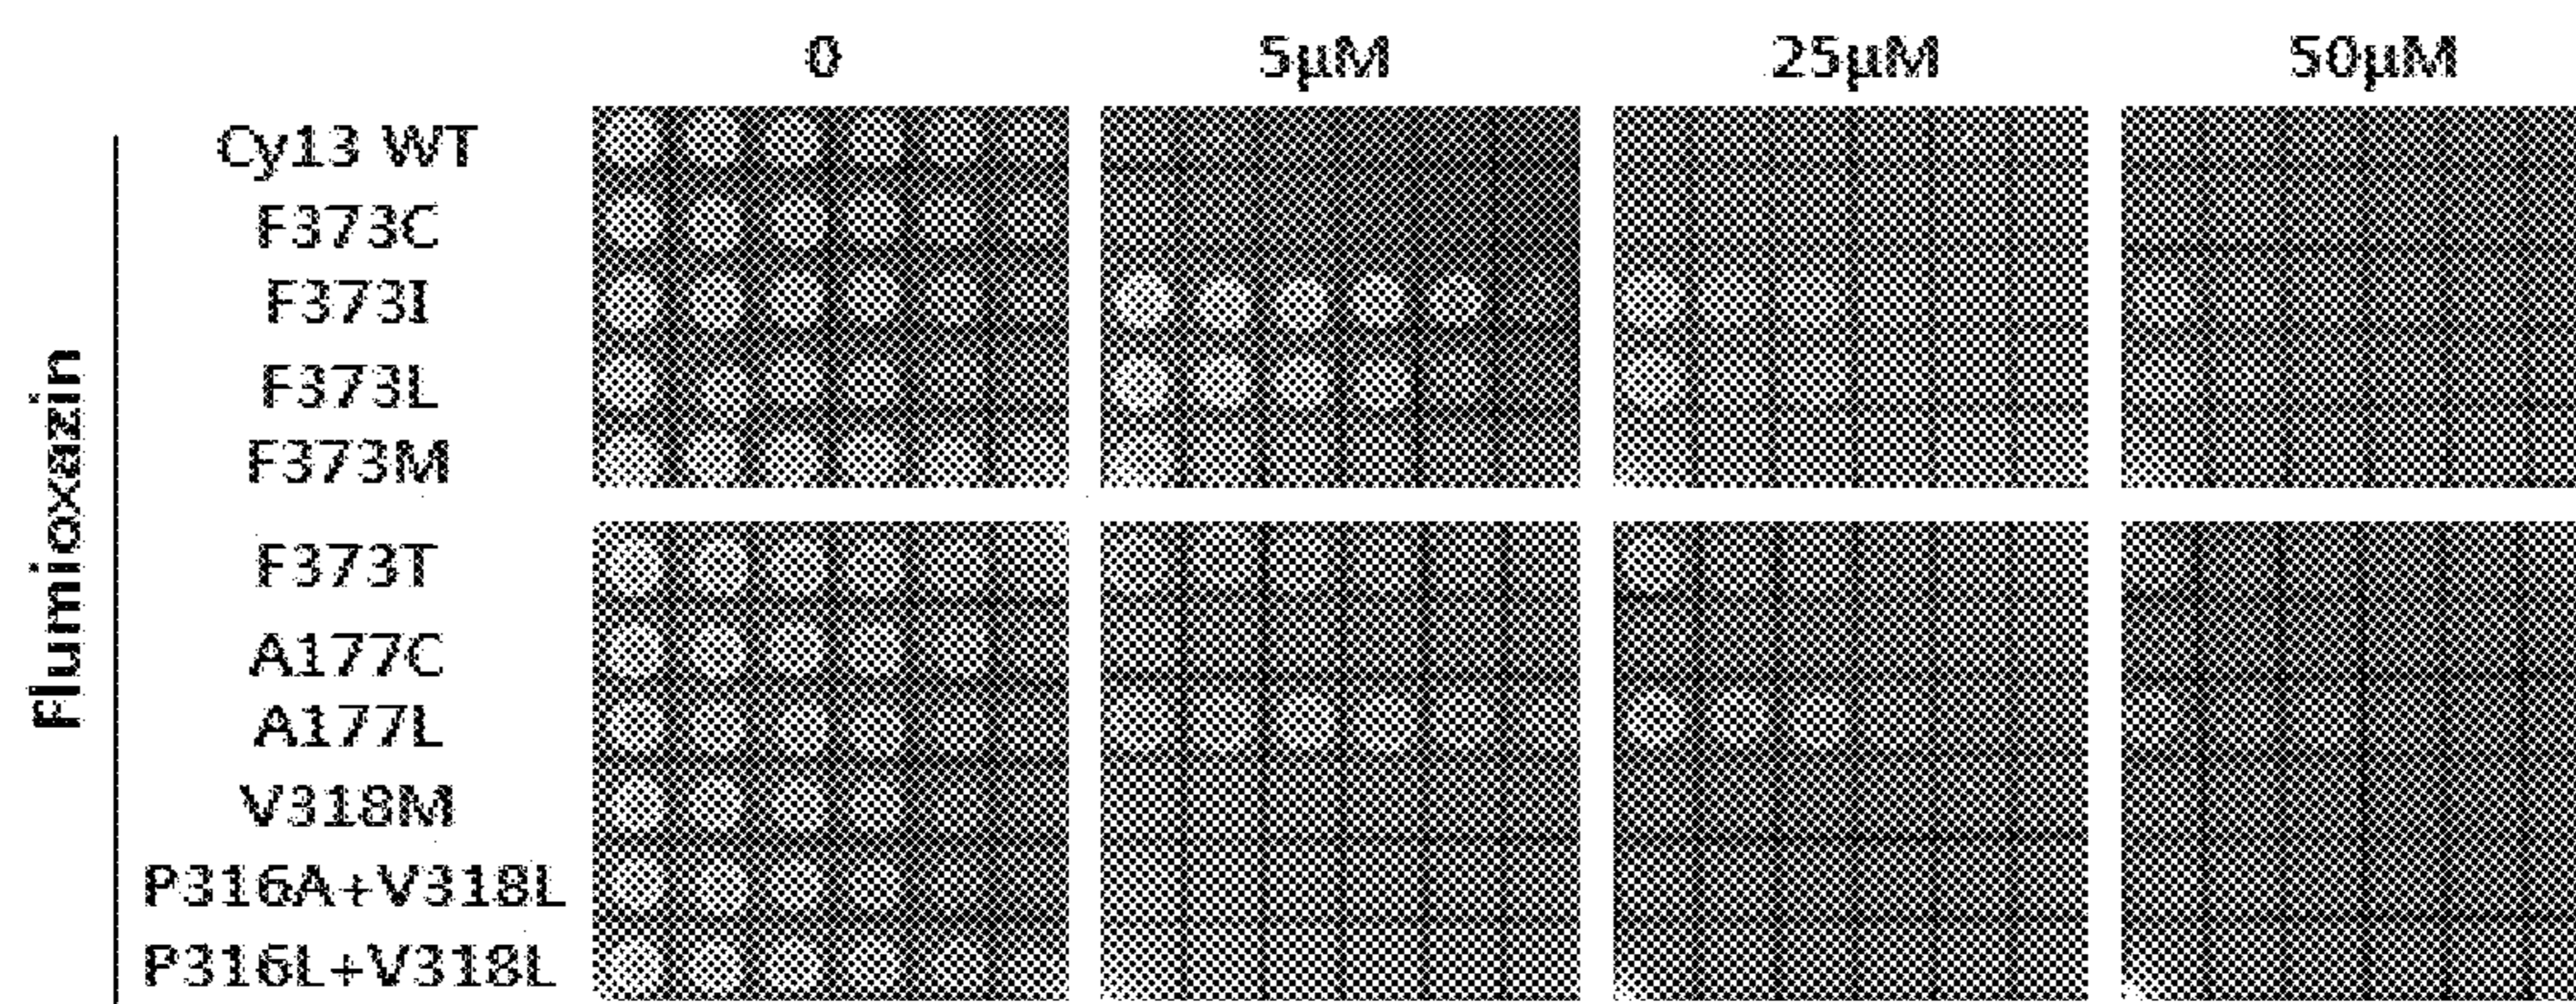 0 5μM 25μM 50μM
Flumioxazin
Cy13 WT
F373C
F373I
F373L
F373M
F373T
A177C
A177L
V318M
P316A+V318L
P316L+V318L